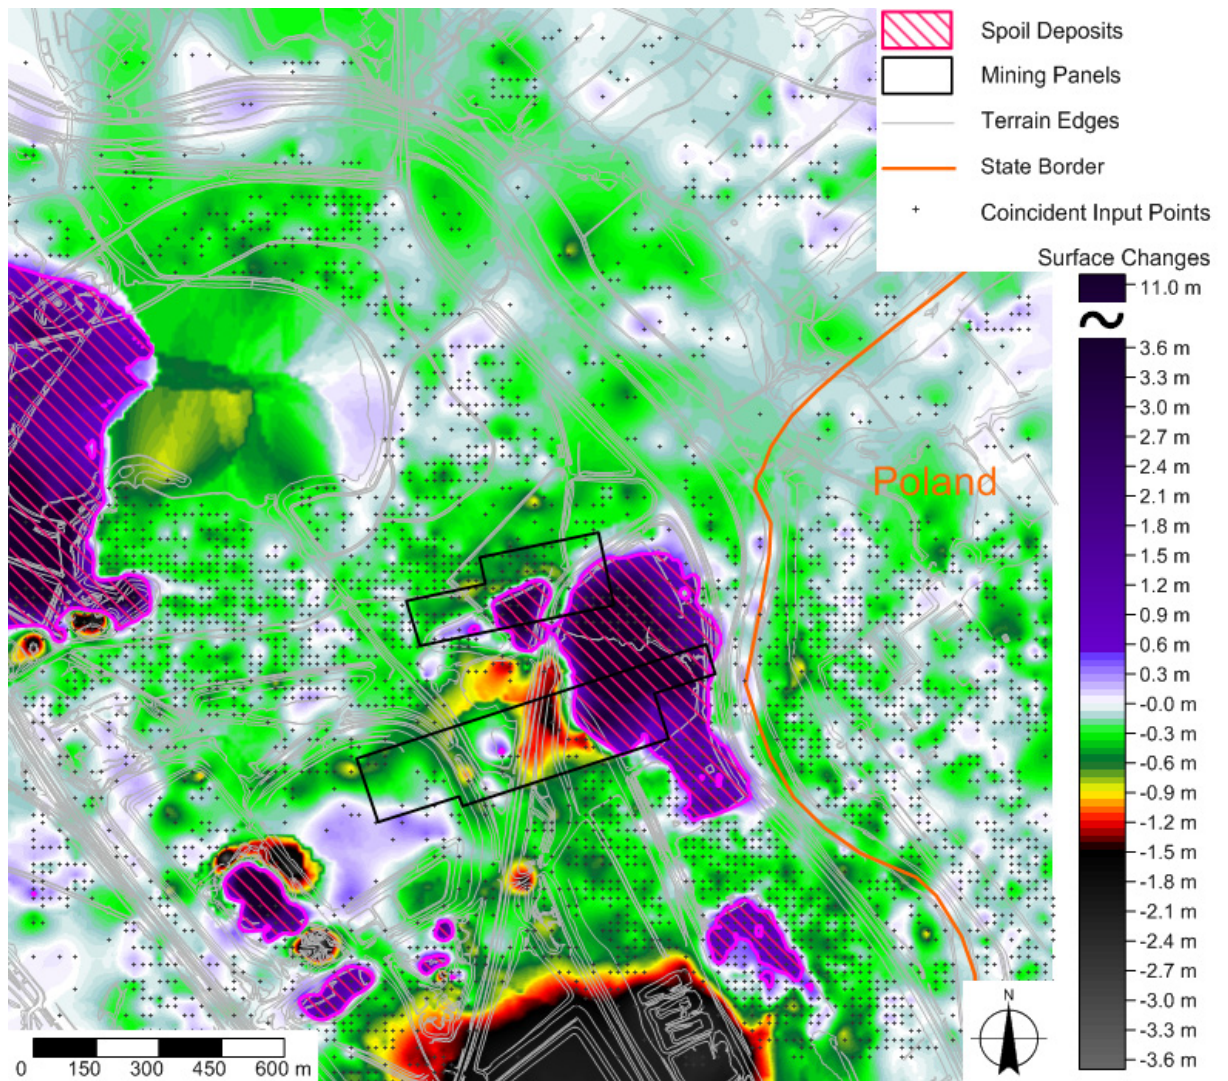 Spoil Deposits
Mining Panels
Terrain Edges
State Border
Coincident Input Points
Surface Changes
11.0 m
3.6 m
3.3 m
3.0 m
2.7 m
2.4 m
2.1 m
1.8 m
1.5 m
1.2 m
0.9 m
0.6 m
0.3 m
-0.0 m
-0.3 m
-0.6 m
-0.9 m
-1.2 m
-1.5 m
-1.8 m
-2.1 m
-2.4 m
-2.7 m
-3.0 m
-3.3 m
-3.6 m
Poland
N
0 150 300 450 600 m